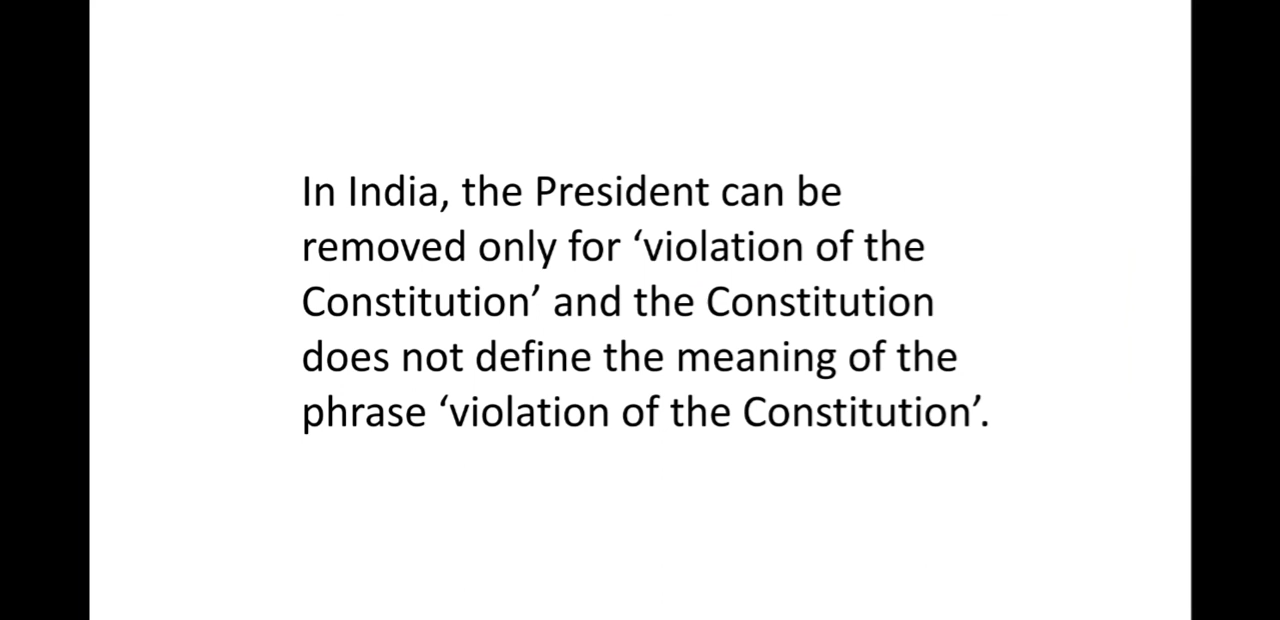 In India, the President can be
removed only for ‘violation of the
Constitution’ and the Constitution
does not define the meaning of the
phrase ‘violation of the Constitution’.